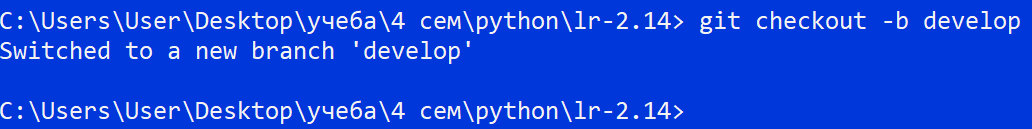 C:\Users\User\Desktop\учеба\4 сем\python\lr-2.14> git checkout -b develop
Switched to a new branch 'develop'
C:\Users\User\Desktop\учеба\4 сем\python\lr-2.14>